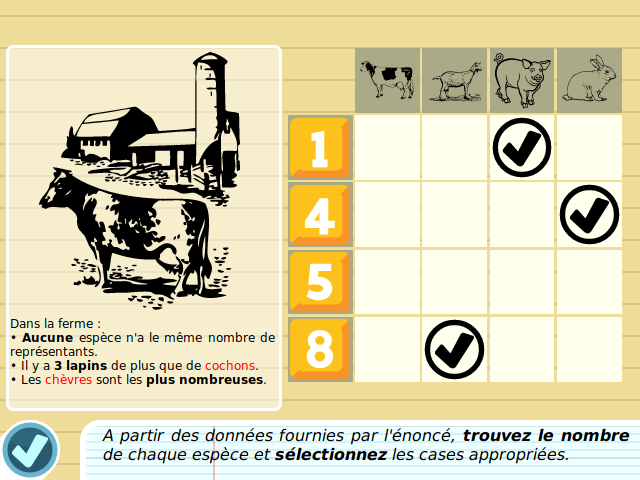 1
4
5
8
Dans la ferme :
• Aucune espèce n'a le même nombre de
représentants.
• Il y a 3 lapins de plus que de cochons.
• Les chèvres sont les plus nombreuses.
A partir des données fournies par l'énoncé, trouvez le nombre
de chaque espèce et sélectionnez les cases appropriées.